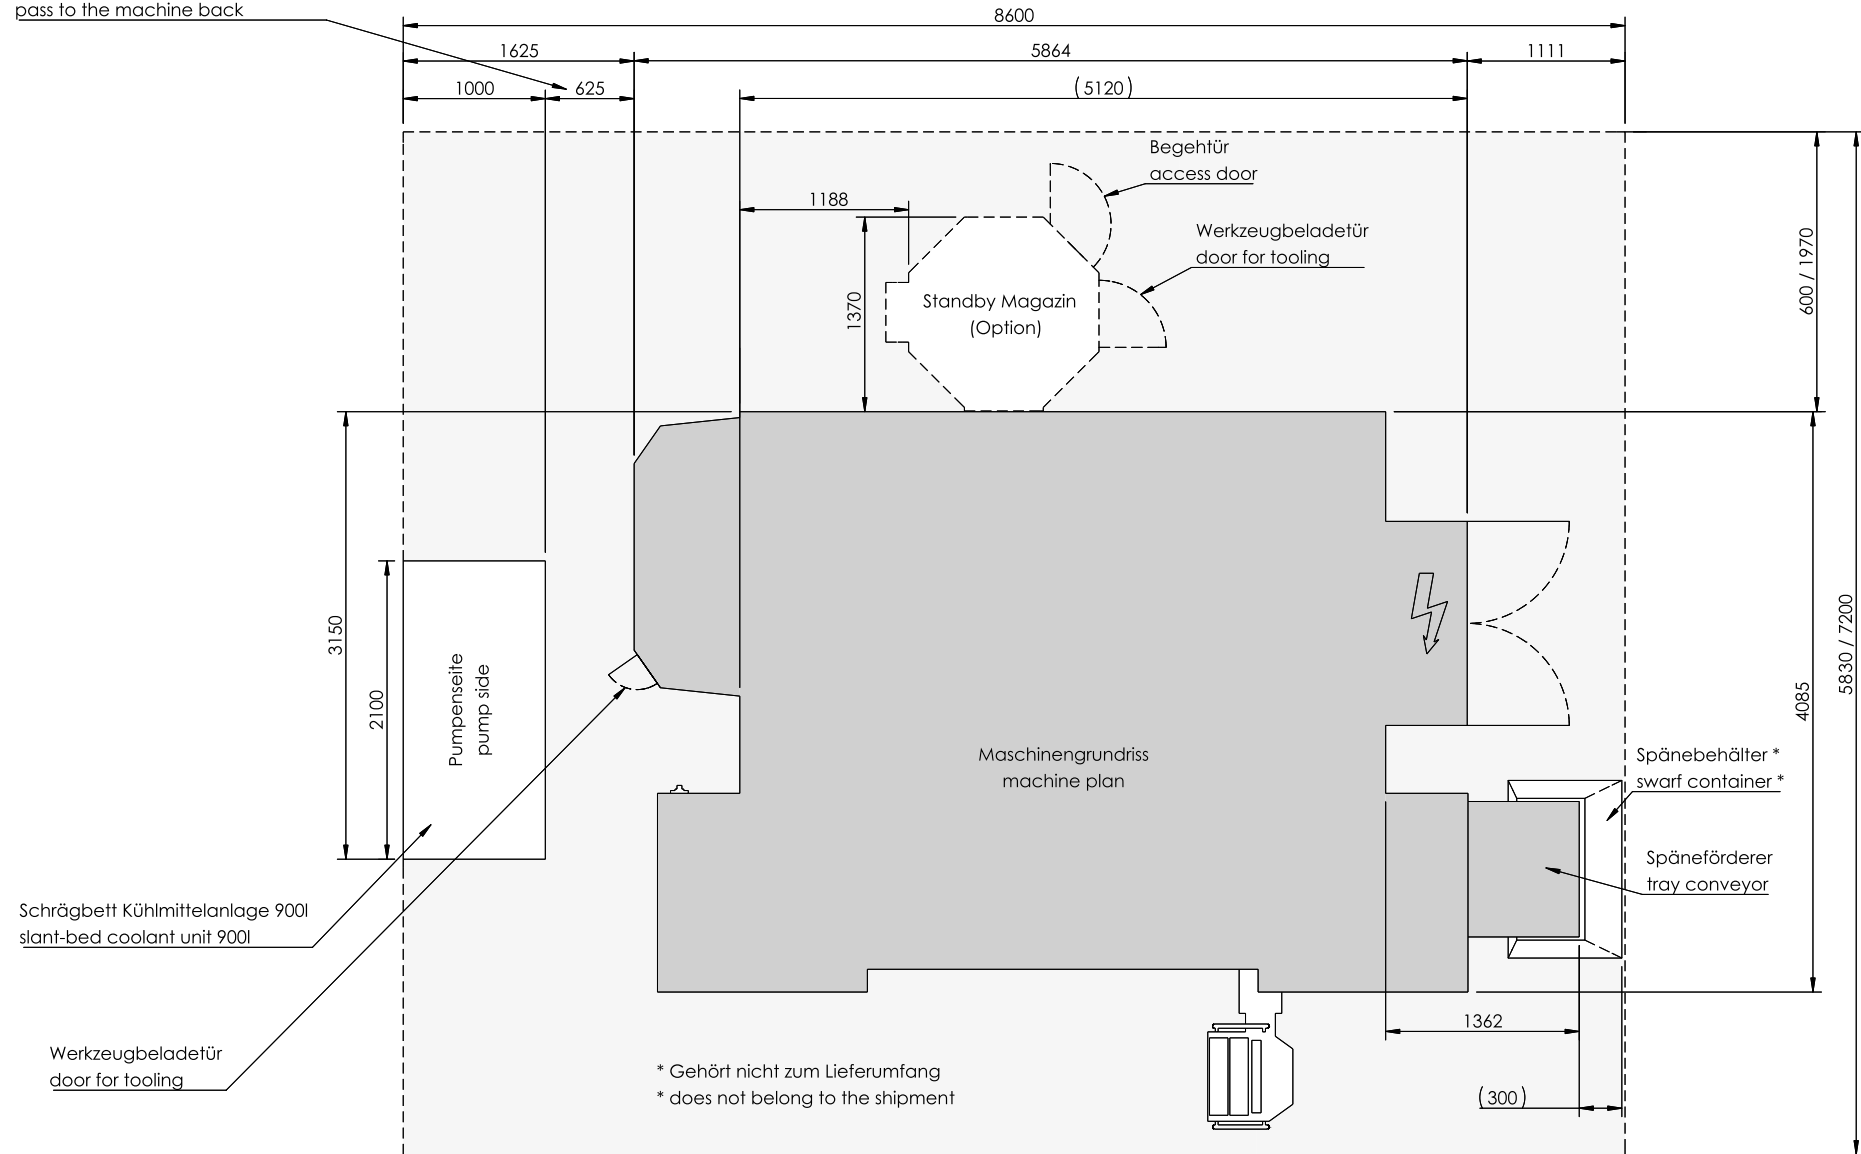 pass to the machine back
8600
1625
5864
1111
1000
625
(5120)
Begehtür
access door
1188
Werkzeugbeladetür
door for tooling
600 / 1970
1370
Standby Magazin
(Option)
3150
5830 / 7200
2100
Pumpenseite
pump side
4085
Maschinengrundriss
machine plan
Spänebehälter *
swarf container *
Späneförderer
tray conveyor
Schrägbett Kühlmittelanlage 900l
slant-bed coolant unit 900l
1362
Werkzeugbeladetür
door for tooling
* Gehört nicht zum Lieferumfang
* does not belong to the shipment
(300)